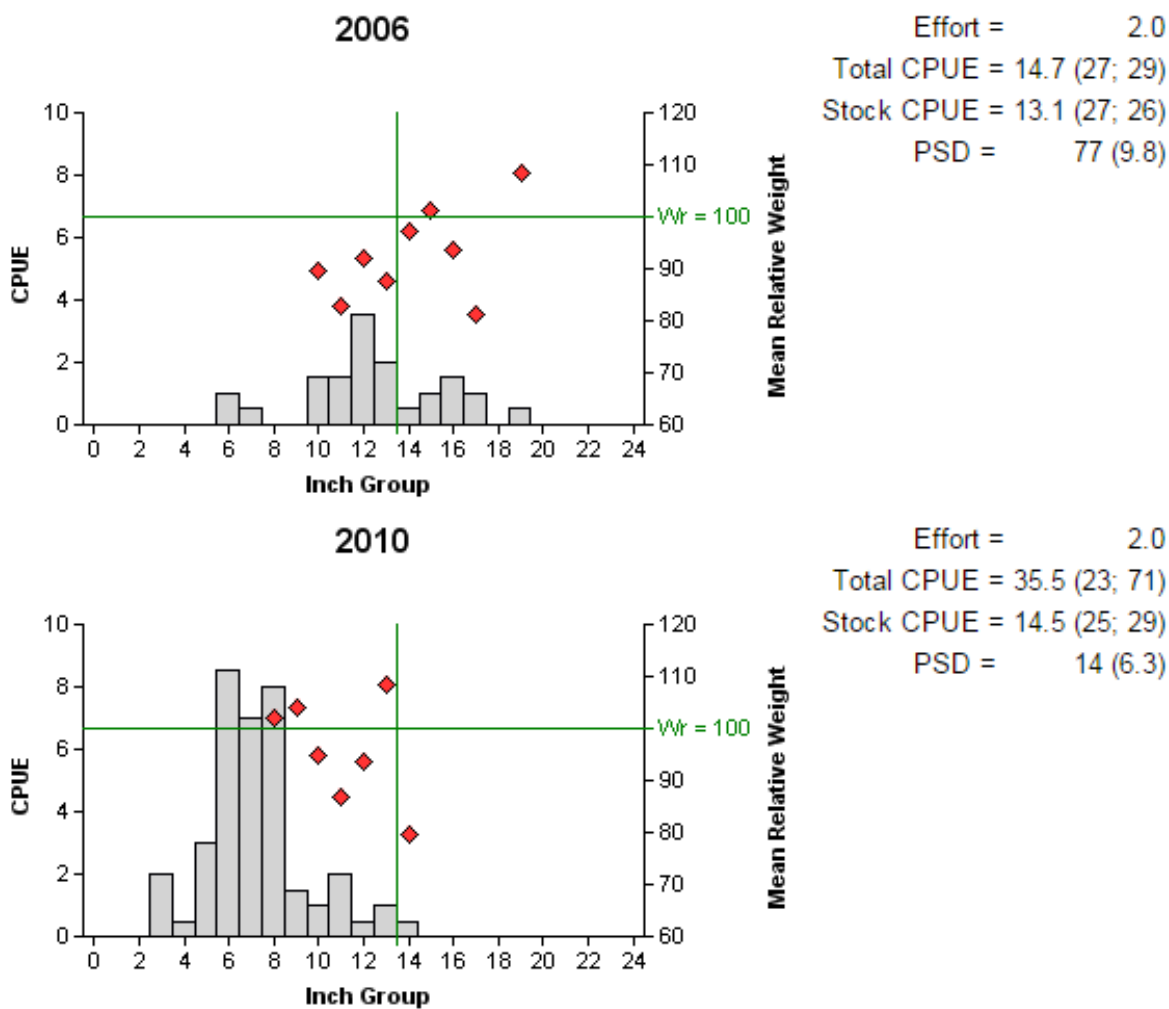 2006
Effort = 2.0
Total CPUE = 14.7 (27; 29)
Stock CPUE = 13.1 (27; 26)
PSD = 77 (9.8)
10
8
6
4
2
0
CPUE
120
110
Wr = 100
90
80
70
60
Mean Relative Weight
0 2 4 6 8 10 12 14 16 18 20 22 24
Inch Group
2010
Effort = 2.0
Total CPUE = 35.5 (23; 71)
Stock CPUE = 14.5 (25; 29)
PSD = 14 (6.3)
10
8
6
4
2
0
CPUE
120
110
Wr = 100
90
80
70
60
Mean Relative Weight
0 2 4 6 8 10 12 14 16 18 20 22 24
Inch Group